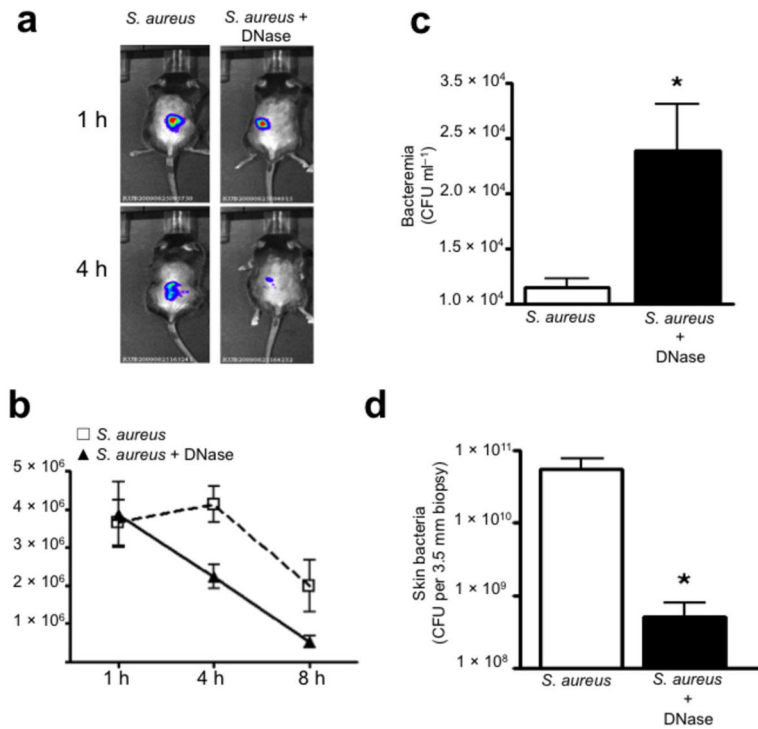 a
S. aureus
S. aureus +
DNase
1 h
4 h
b
□ S. aureus
▲ S. aureus + DNase
5 × 10⁶
4 × 10⁶
3 × 10⁶
2 × 10⁶
1 × 10⁶
1 h
4 h
8 h
c
Bacteremia
(CFU ml⁻¹)
3.5 × 10⁴
2.5 × 10⁴
2.0 × 10⁴
1.5 × 10⁴
1.0 × 10⁴
*
S. aureus
S. aureus
+
DNase
d
Skin bacteria
(CFU per 3.5 mm biopsy)
1 × 10¹¹
1 × 10¹⁰
1 × 10⁹
1 × 10⁸
*
S. aureus
S. aureus
+
DNase